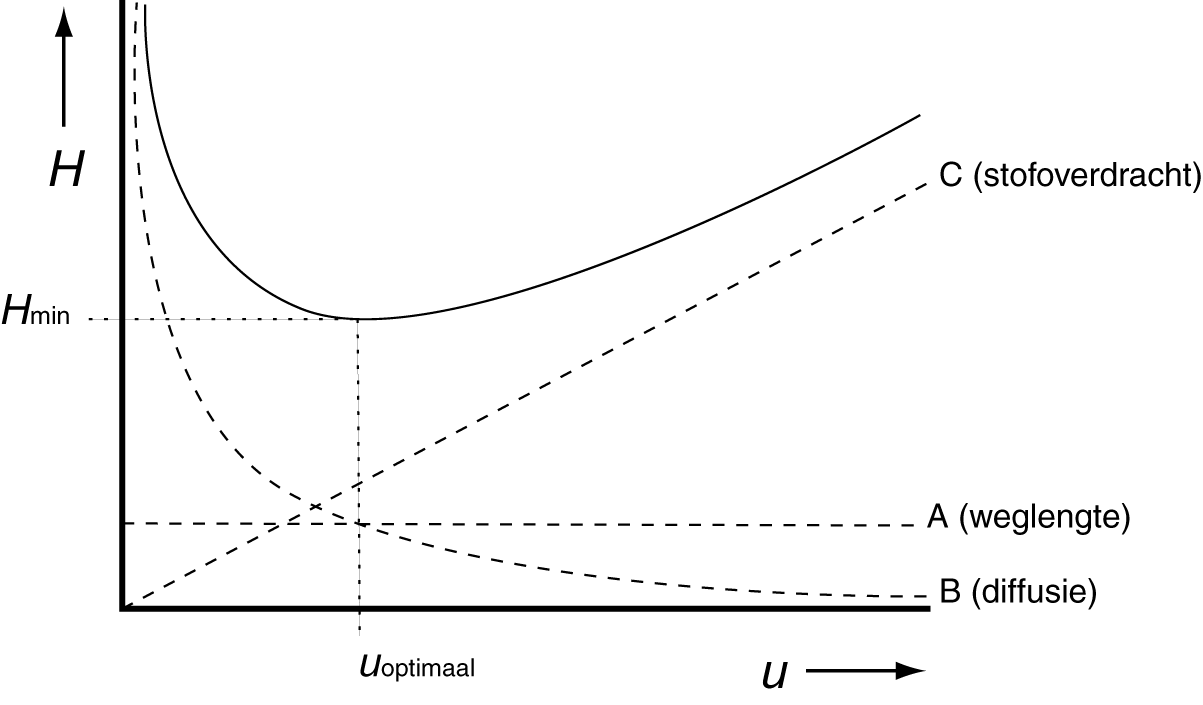 H
C (stofoverdracht)
Hmin
A (weglengte)
B (diffusie)
uoptimaal
u